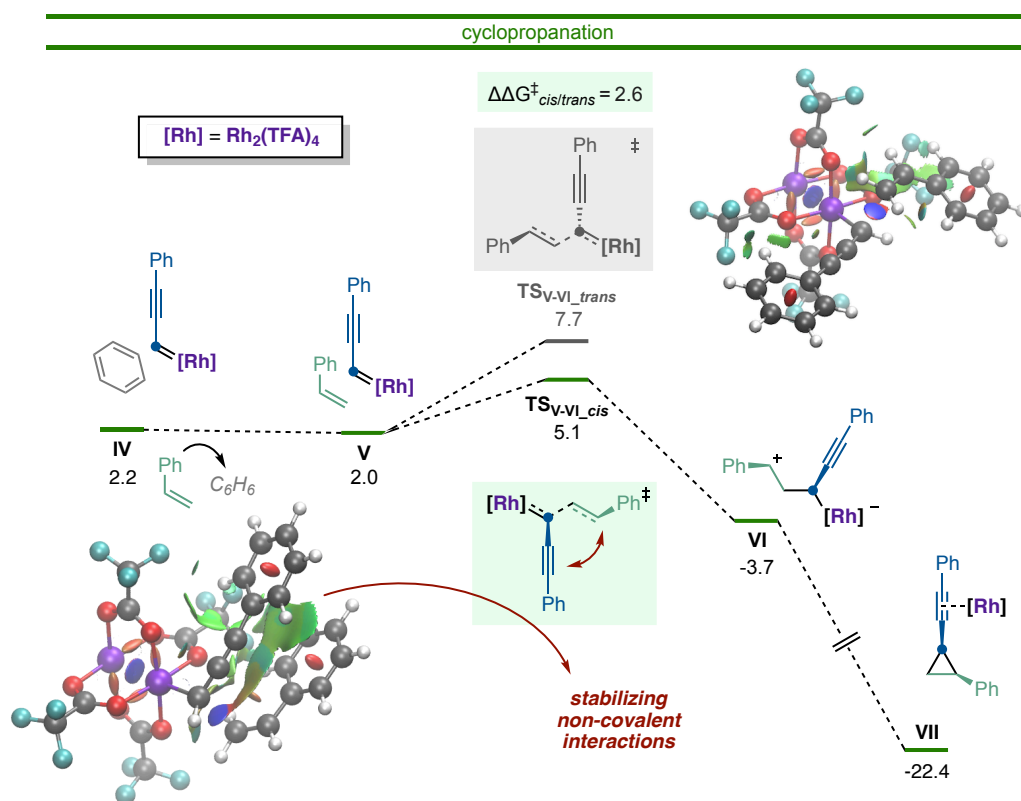 cyclopropanation
ΔΔG‡cis/trans = 2.6
[Rh] = Rh2(TFA)4
Ph
‡
Ph
[Rh]
TSV-VI_trans
7.7
Ph
[Rh]
Ph
Ph
[Rh]
TSV-VI_cis
5.1
IV
2.2
V
2.0
Ph
C6H6
Ph
Ph
+
[Rh]
−
[Rh]
Ph
‡
Ph
VI
-3.7
Ph
[Rh]
Ph
stabilizing
non-covalent
interactions
VII
-22.4